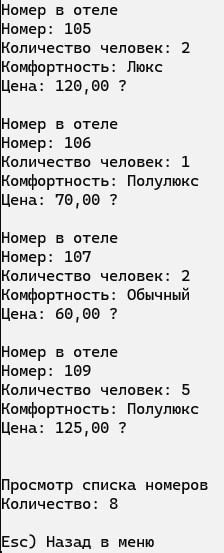 Номер в отеле
Номер: 105
Количество человек: 2
Комфортность: Люкс
Цена: 120,00 ?
Номер в отеле
Номер: 106
Количество человек: 1
Комфортность: Полулюкс
Цена: 70,00 ?
Номер в отеле
Номер: 107
Количество человек: 2
Комфортность: Обычный
Цена: 60,00 ?
Номер в отеле
Номер: 109
Количество человек: 5
Комфортность: Полулюкс
Цена: 125,00 ?
Просмотр списка номеров
Количество: 8
Esc) Назад в меню